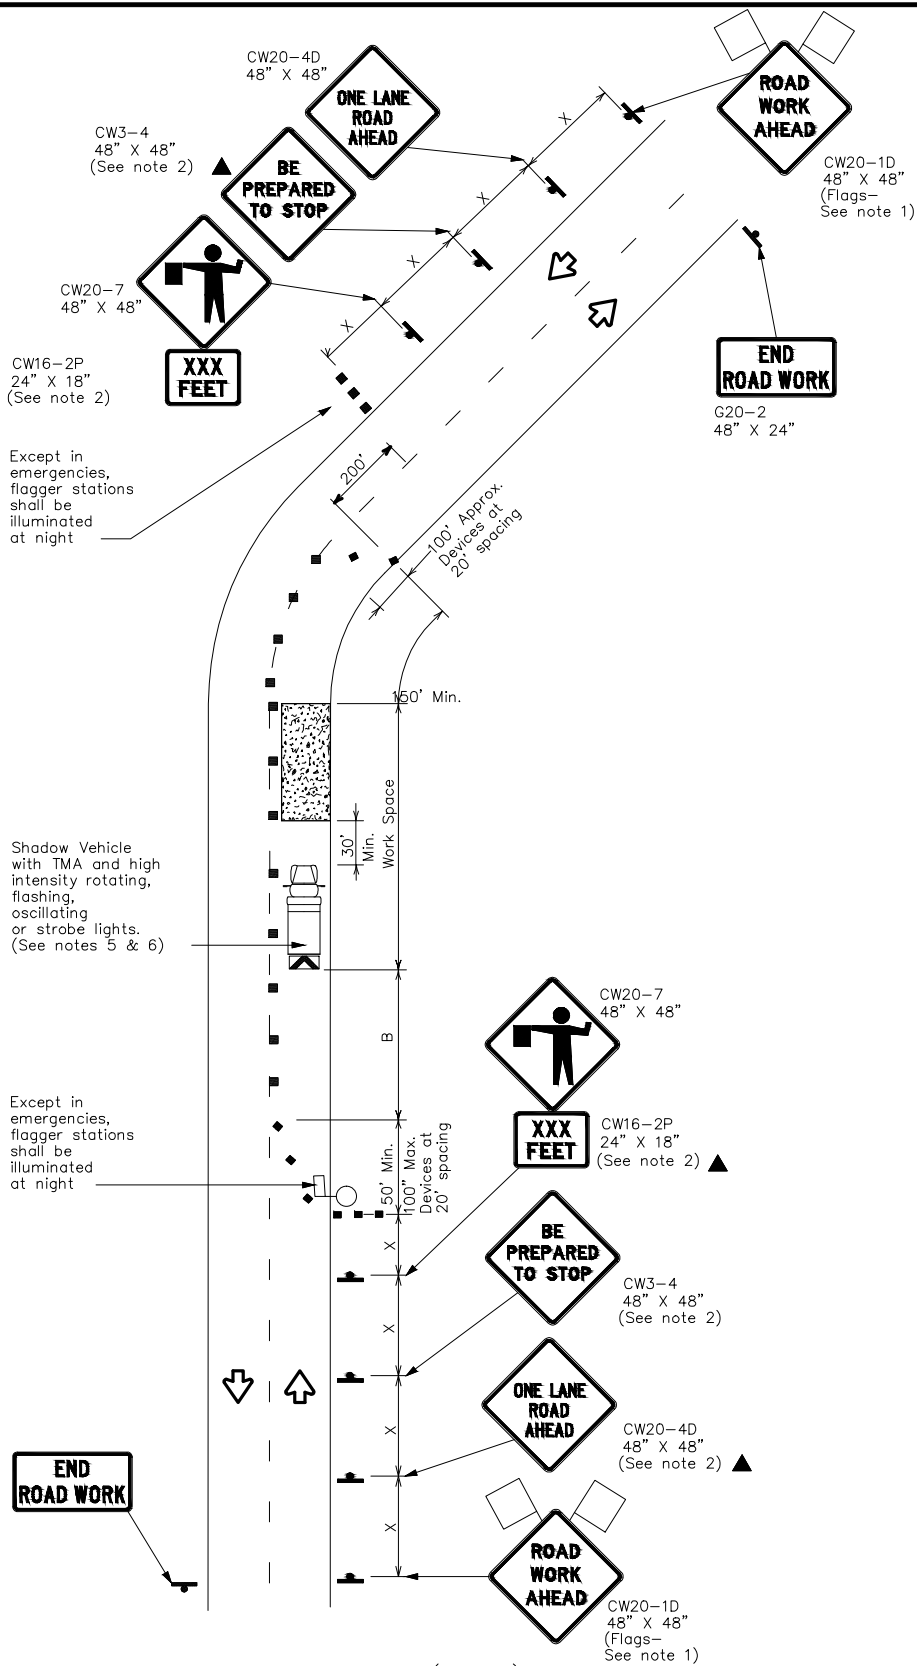 CW20-4D
48" X 48"
ONE LANE
ROAD
AHEAD
ROAD
WORK
AHEAD
CW3-4
48" X 48"
(See note 2)
BE
PREPARED
TO STOP
CW20-1D
48" X 48"
(Flags-
See note 1)
X
X
X
X
CW20-7
48" X 48"
CW16-2P
24" X 18"
(See note 2)
XXX
FEET
END
ROAD WORK
G20-2
48" X 24"
Except in
emergencies,
flagger stations
shall be
illuminated
at night
200'
100' Approx.
Devices at
20' spacing
150' Min.
Work Space
30'
Min.
Shadow Vehicle
with TMA and high
intensity rotating,
flashing,
oscillating
or strobe lights.
(See notes 5 & 6)
B
CW20-7
48" X 48"
XXX
FEET
CW16-2P
24" X 18"
(See note 2)
Except in
emergencies,
flagger stations
shall be
illuminated
at night
50' Min.
100" Max.
Devices at
20' spacing
X
X
X
X
BE
PREPARED
TO STOP
CW3-4
48" X 48"
(See note 2)
ONE LANE
ROAD
AHEAD
CW20-4D
48" X 48"
(See note 2)
END
ROAD WORK
ROAD
WORK
AHEAD
CW20-1D
48" X 48"
(Flags-
See note 1)